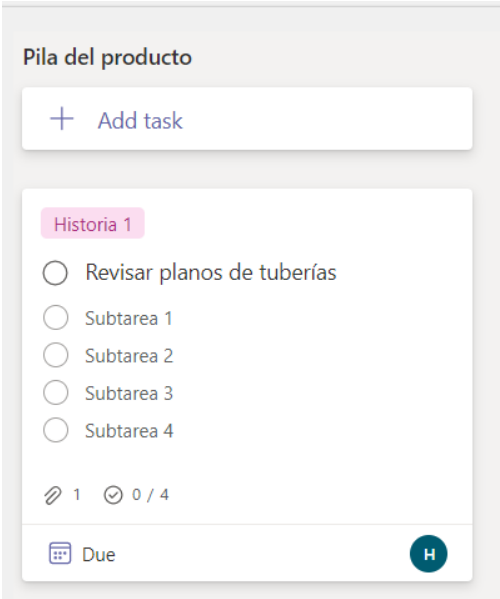 Pila del producto
+ Add task
Historia 1
Revisar planos de tuberías
Subtarea 1
Subtarea 2
Subtarea 3
Subtarea 4
1 0 / 4
Due H